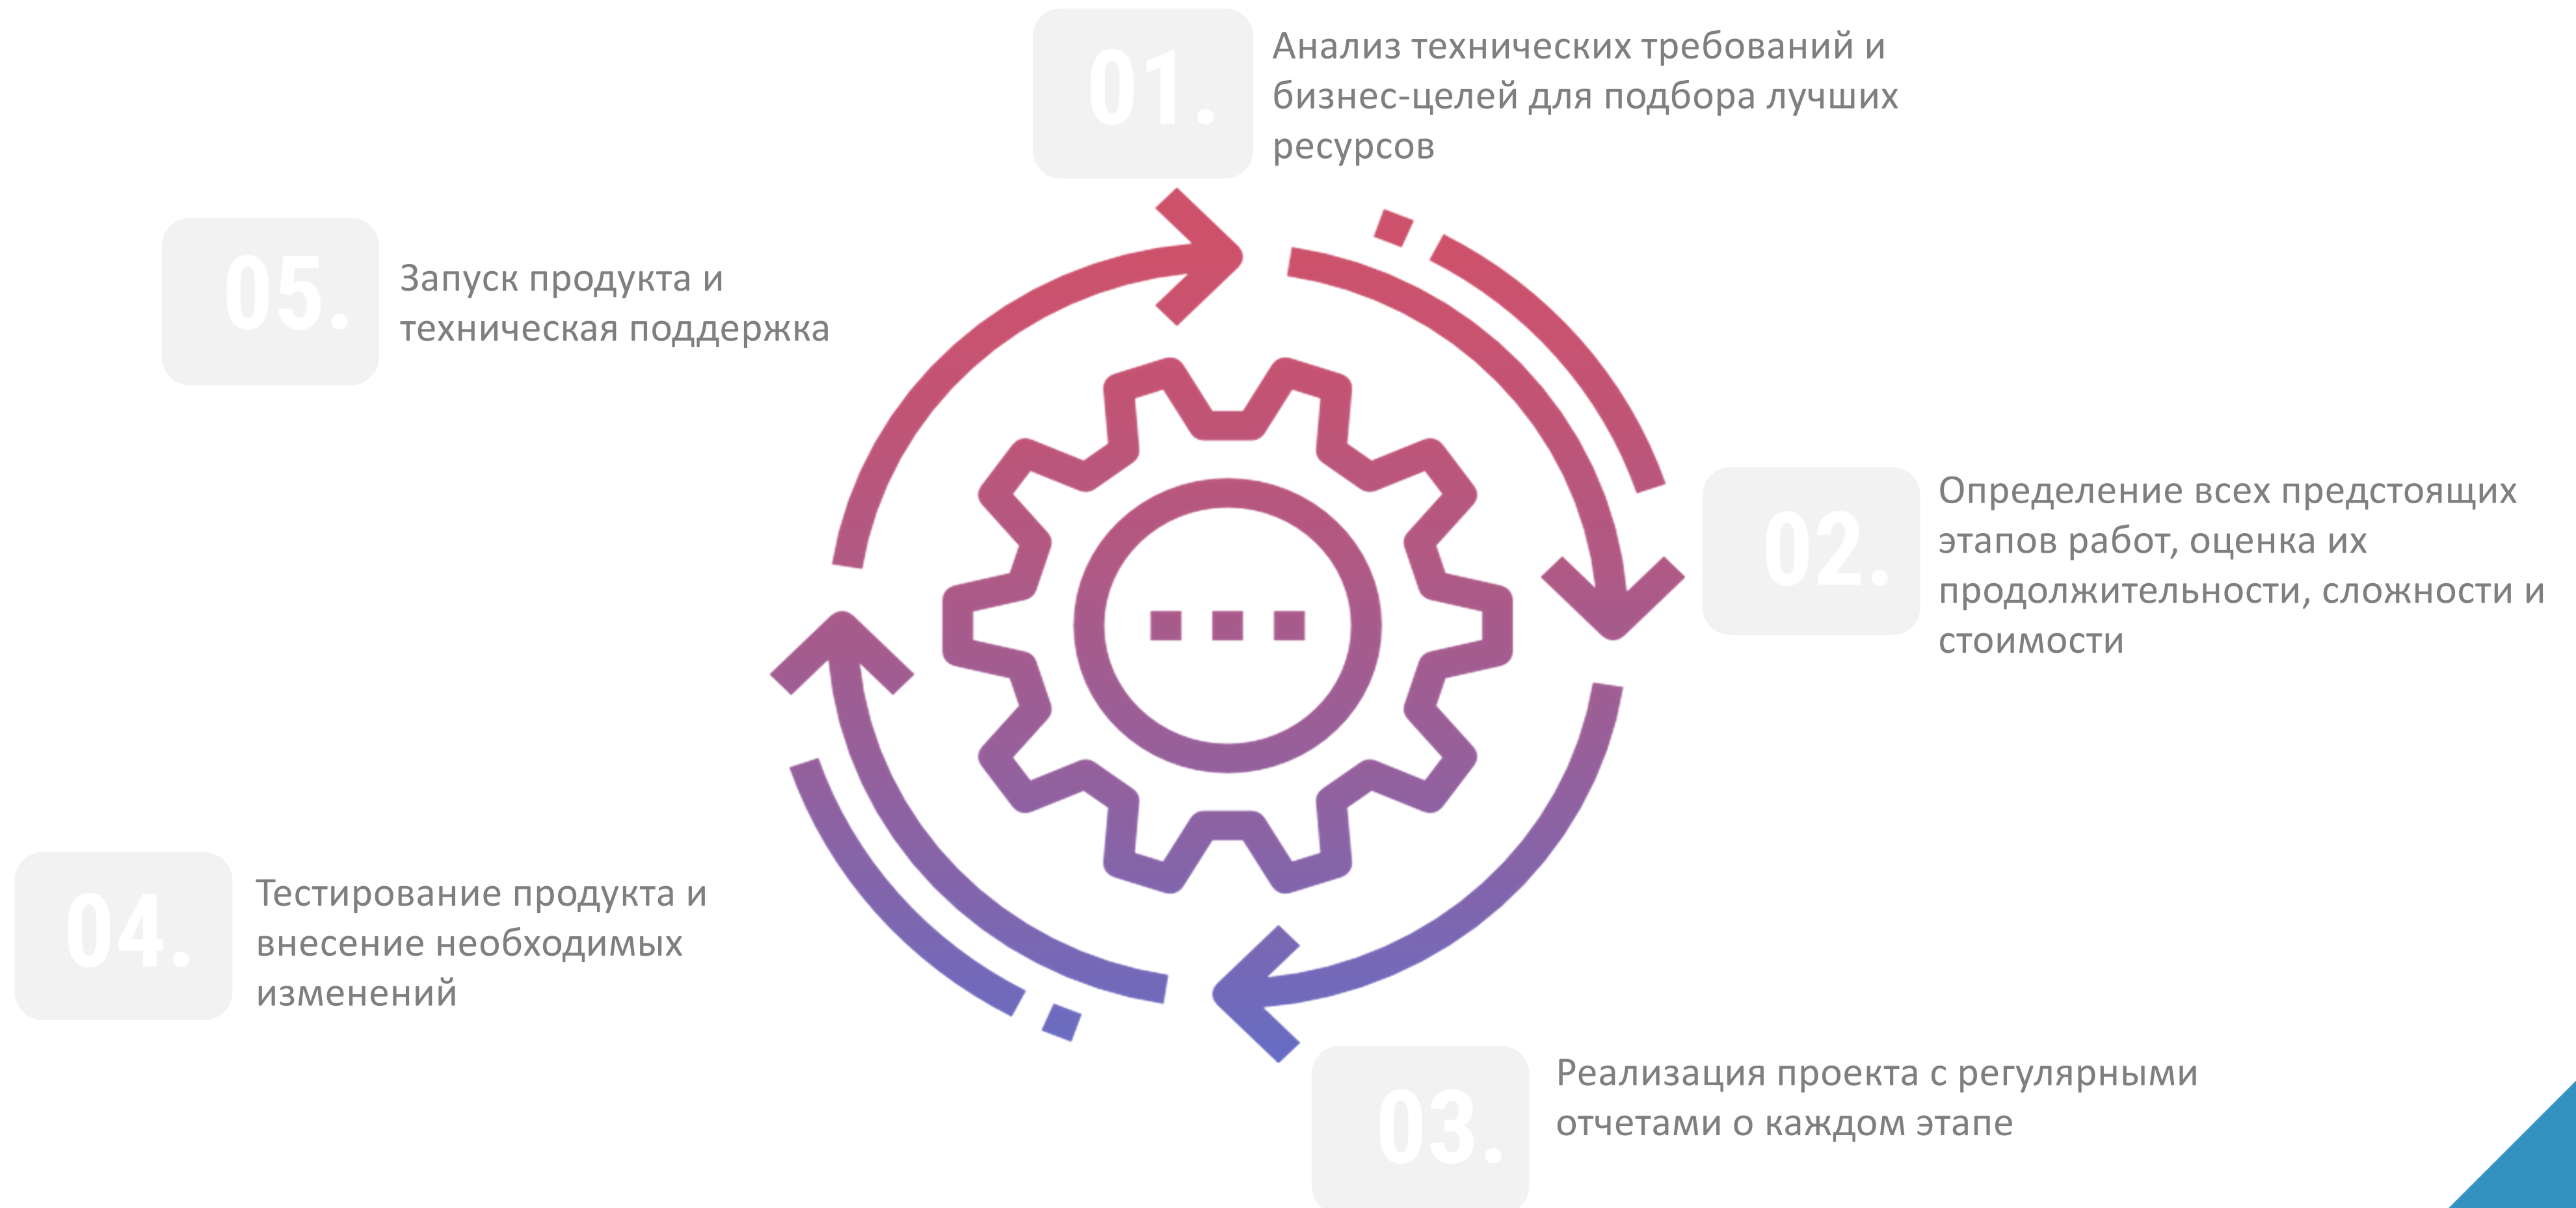 01.
Анализ технических требований и
бизнес-целей для подбора лучших
ресурсов
02.
Определение всех предстоящих
этапов работ, оценка их
продолжительности, сложности и
стоимости
03.
Реализация проекта с регулярными
отчетами о каждом этапе
04.
Тестирование продукта и
внесение необходимых
изменений
05.
Запуск продукта и
техническая поддержка